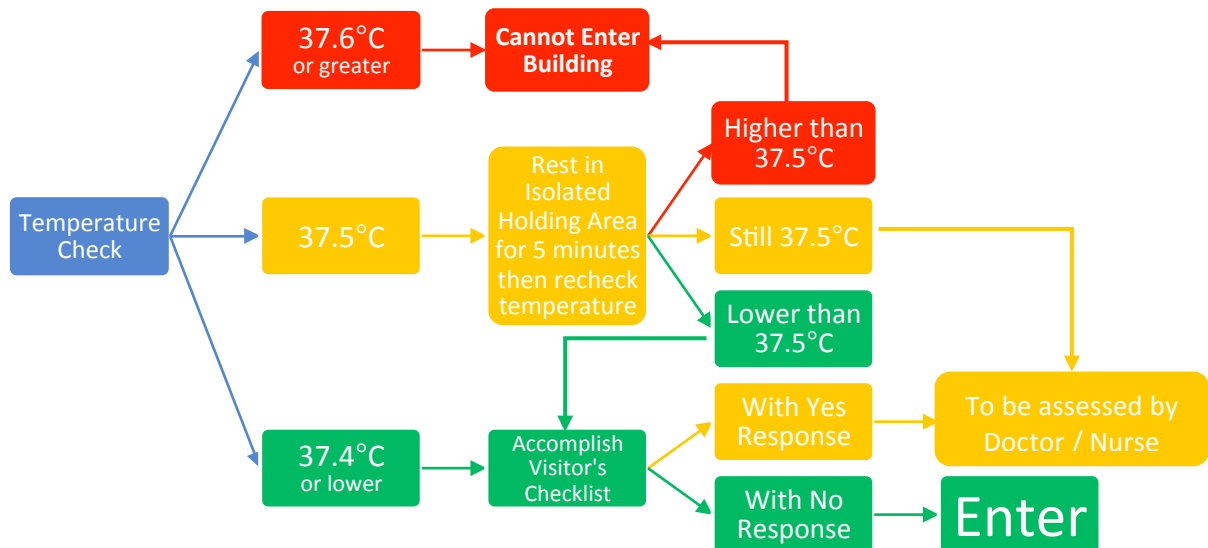 37.6°C
or greater
Cannot Enter
Building
Higher than
37.5°C
Temperature
Check
37.5°C
Rest in
Isolated
Holding Area
for 5 minutes
then recheck
temperature
Still 37.5°C
Lower than
37.5°C
37.4°C
or lower
Accomplish
Visitor's
Checklist
With Yes
Response
To be assessed by
Doctor / Nurse
With No
Response
Enter